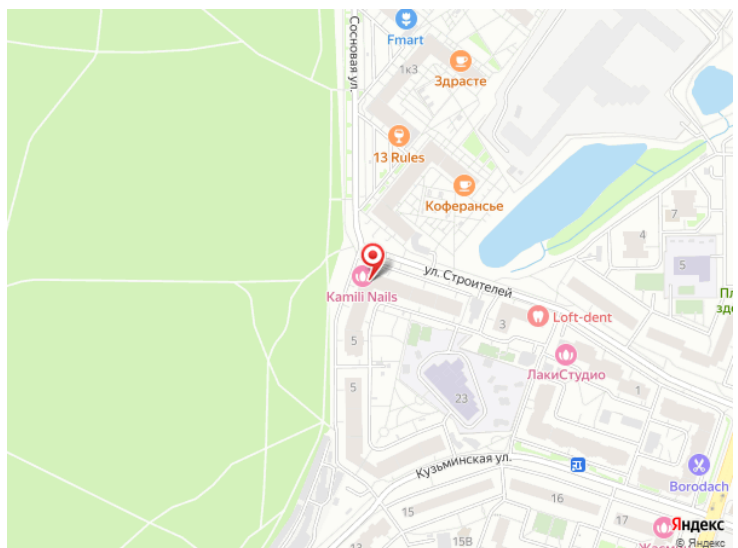 Сосновая ул.
Fmart
1к3
Здрасте
13 Rules
Коферансье
7
4
5
ул. Строителей
Kamili Nails
Loft-dent
3
5
ЛакиСтудио
5
23
1
Кузьминская ул.
Borodach
16
15
17
15В
13
Яндекс
© Яндекс